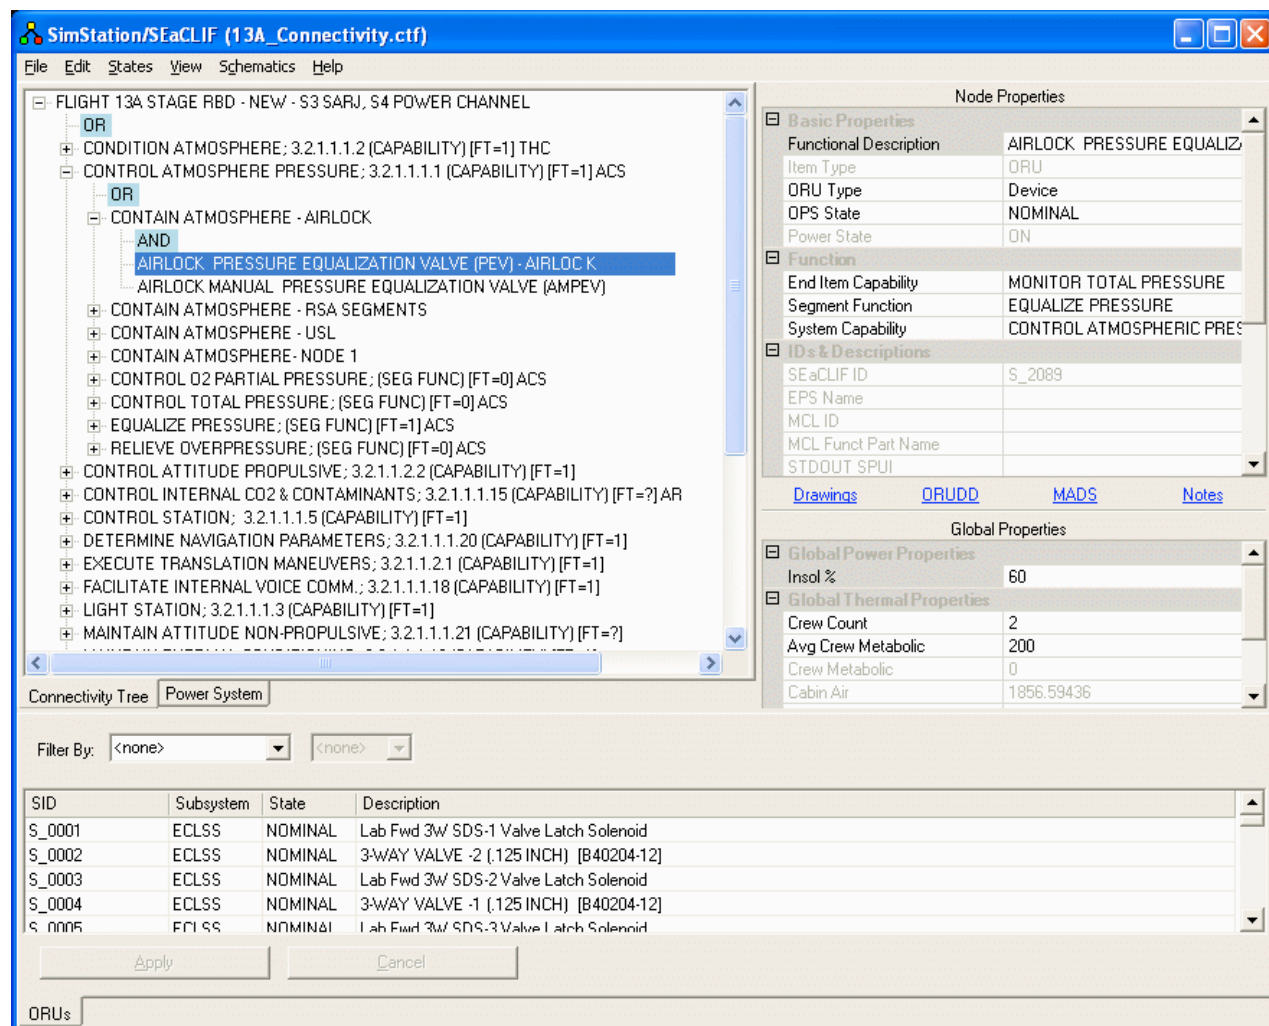 SimStation/SEaCLIF (13A_Connectivity.ctf)
File Edit States View Schematics Help
FLIGHT 13A STAGE RBD - NEW - S3 SARJ, S4 POWER CHANNEL
OR
CONDITION ATMOSPHERE; 3.2.1.1.1.2 (CAPABILITY) [FT=1] THC
CONTROL ATMOSPHERE PRESSURE; 3.2.1.1.1.1 (CAPABILITY) [FT=1] ACS
OR
CONTAIN ATMOSPHERE - AIRLOCK
AND
AIRLOCK PRESSURE EQUALIZATION VALVE (PEV) - AIRLOC K
AIRLOCK MANUAL PRESSURE EQUALIZATION VALVE (AMPEV)
CONTAIN ATMOSPHERE - RSA SEGMENTS
CONTAIN ATMOSPHERE - USL
CONTAIN ATMOSPHERE- NODE 1
CONTROL O2 PARTIAL PRESSURE; (SEG FUNC) [FT=0] ACS
CONTROL TOTAL PRESSURE; (SEG FUNC) [FT=0] ACS
EQUALIZE PRESSURE; (SEG FUNC) [FT=1] ACS
RELIEVE OVERPRESSURE; (SEG FUNC) [FT=0] ACS
CONTROL ATTITUDE PROPULSIVE; 3.2.1.1.2.2 (CAPABILITY) [FT=1]
CONTROL INTERNAL CO2 & CONTAMINANTS; 3.2.1.1.1.15 (CAPABILITY) [FT=?] AR
CONTROL STATION; 3.2.1.1.1.5 (CAPABILITY) [FT=1]
DETERMINE NAVIGATION PARAMETERS; 3.2.1.1.1.20 (CAPABILITY) [FT=1]
EXECUTE TRANSLATION MANEUVERS; 3.2.1.1.2.1 (CAPABILITY) [FT=1]
FACILITATE INTERNAL VOICE COMM.; 3.2.1.1.1.18 (CAPABILITY) [FT=1]
LIGHT STATION; 3.2.1.1.1.3 (CAPABILITY) [FT=1]
MAINTAIN ATTITUDE NON-PROPULSIVE; 3.2.1.1.1.21 (CAPABILITY) [FT=?]
Connectivity Tree Power System
Node Properties
Basic Properties
Functional Description AIRLOCK PRESSURE EQUALIZ
Item Type ORU
ORU Type Device
OPS State NOMINAL
Power State ON
Function
End Item Capability MONITOR TOTAL PRESSURE
Segment Function EQUALIZE PRESSURE
System Capability CONTROL ATMOSPHERIC PRES
IDs & Descriptions
SEaCLIF ID S_2089
EPS Name
MCL ID
MCL Funct Part Name
STDOUT SPUI
Drawings ORUDD MADS Notes
Global Properties
Global Power Properties
Insol % 60
Global Thermal Properties
Crew Count 2
Avg Crew Metabolic 200
Crew Metabolic 0
Cabin Air 1856.59436
Filter By: <none> <none>
SID Subsystem State Description
S_0001 ECLSS NOMINAL Lab Fwd 3W SDS-1 Valve Latch Solenoid
S_0002 ECLSS NOMINAL 3-WAY VALVE -2 (.125 INCH) [B40204-12]
S_0003 ECLSS NOMINAL Lab Fwd 3W SDS-2 Valve Latch Solenoid
S_0004 ECLSS NOMINAL 3-WAY VALVE -1 (.125 INCH) [B40204-12]
S_0005 ECLSS NOMINAL Lab Fwd 3W SDS-3 Valve Latch Solenoid
Apply Cancel
ORUs